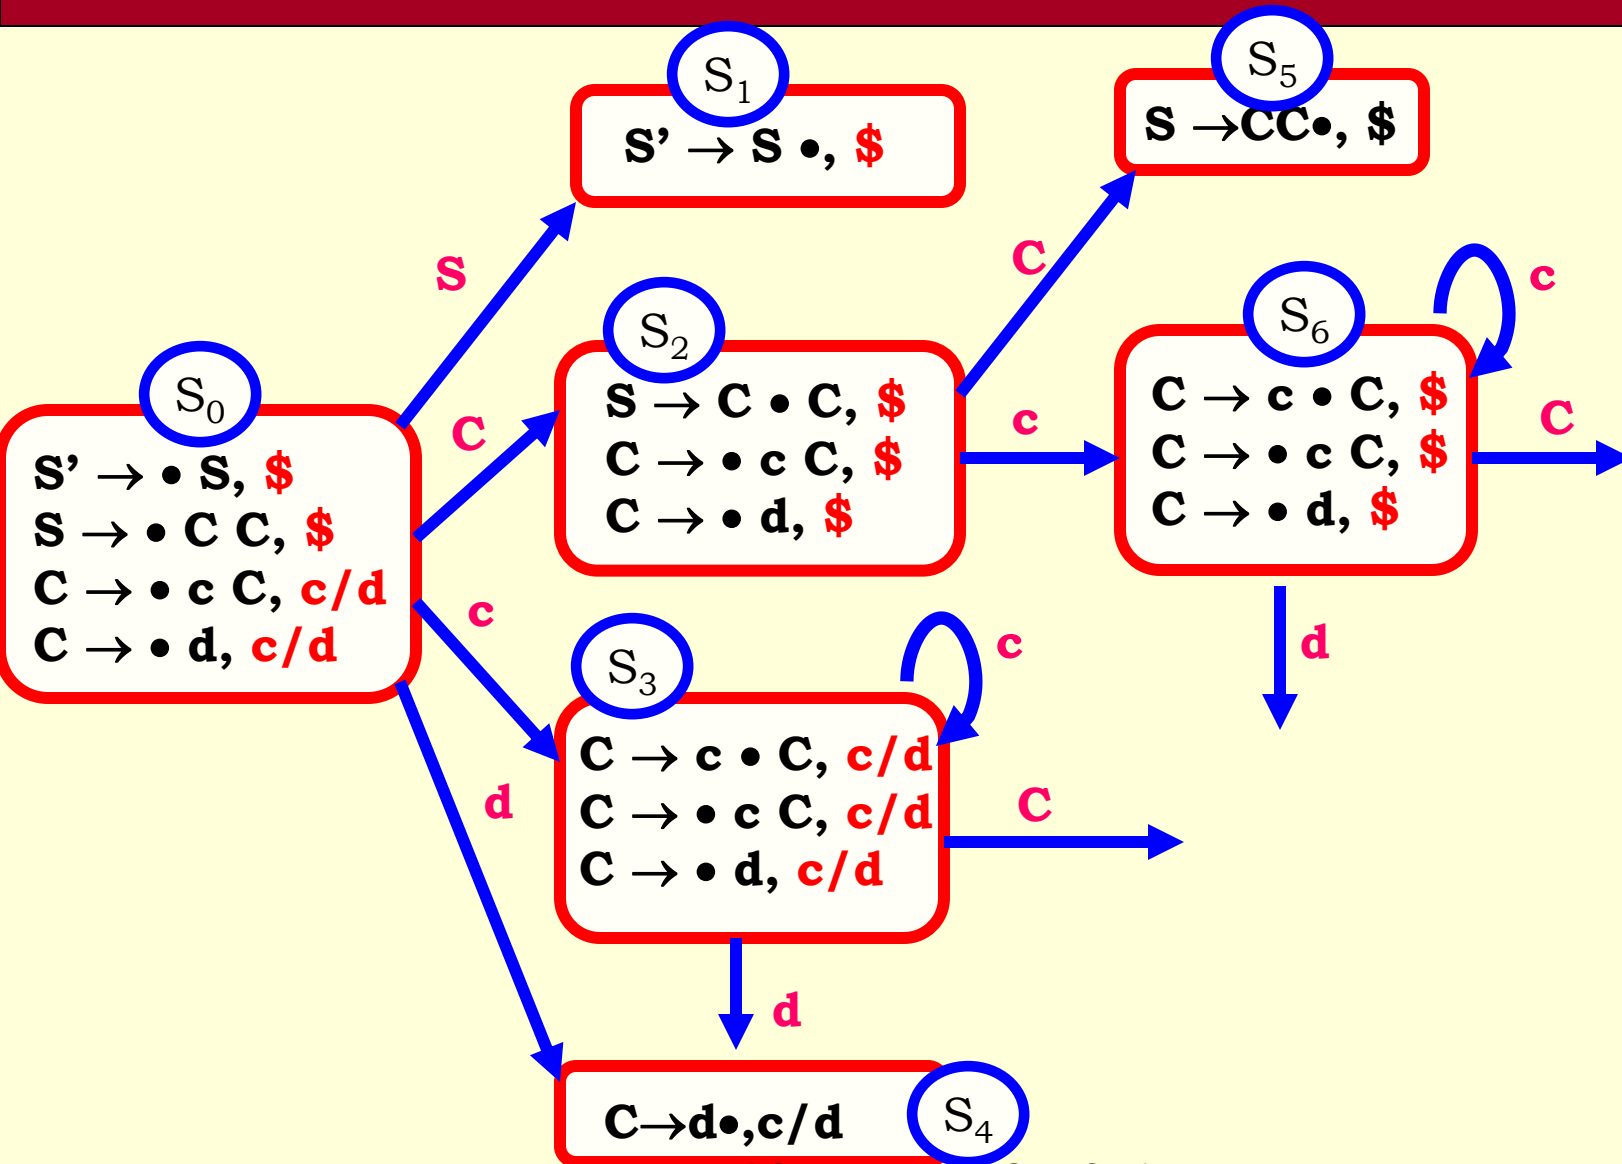 S1
S’ → S •, $
S5
S →CC•, $
S
C
c
S2
S → C • C, $
C → • c C, $
C → • d, $
S6
C → c • C, $
C → • c C, $
C → • d, $
C
c
C
S0
S’ → • S, $
S → • C C, $
C → • c C, c/d
C → • d, c/d
c
d
S3
C → c • C, c/d
C → • c C, c/d
C → • d, c/d
c
C
d
d
C→d•,c/d
S4